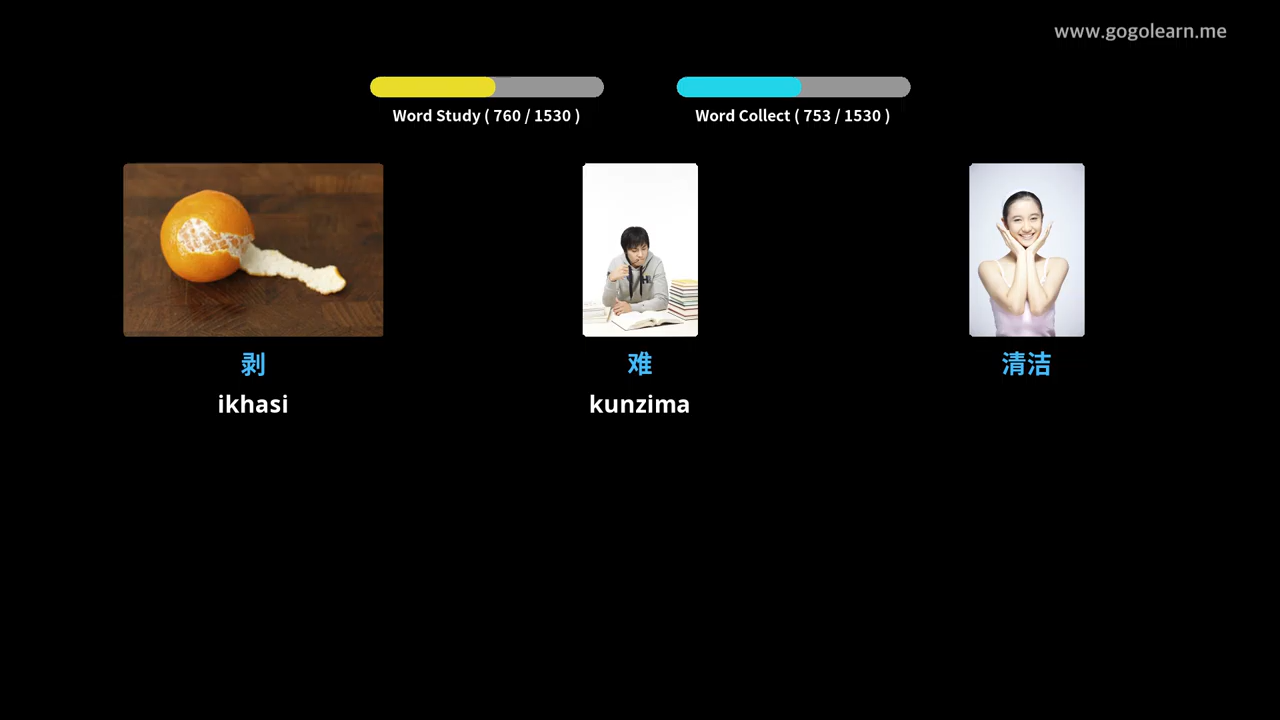 www.gogolearn.me
Word Study ( 760 / 1530 )
Word Collect ( 753 / 1530 )
剥
难
清洁
ikhasi
kunzima